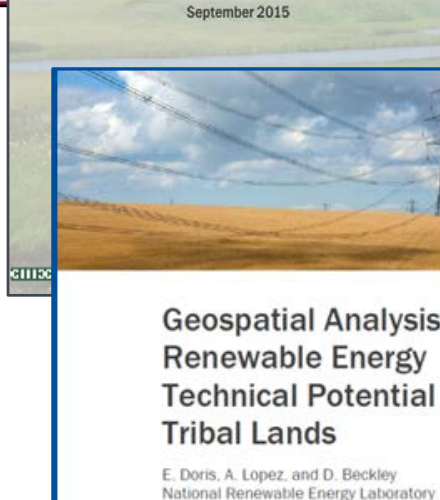 September 2015
Geospatial Analysis
Renewable Energy
Technical Potential
Tribal Lands
E. Doris, A. Lopez, and D. Beckley
National Renewable Energy Laboratory